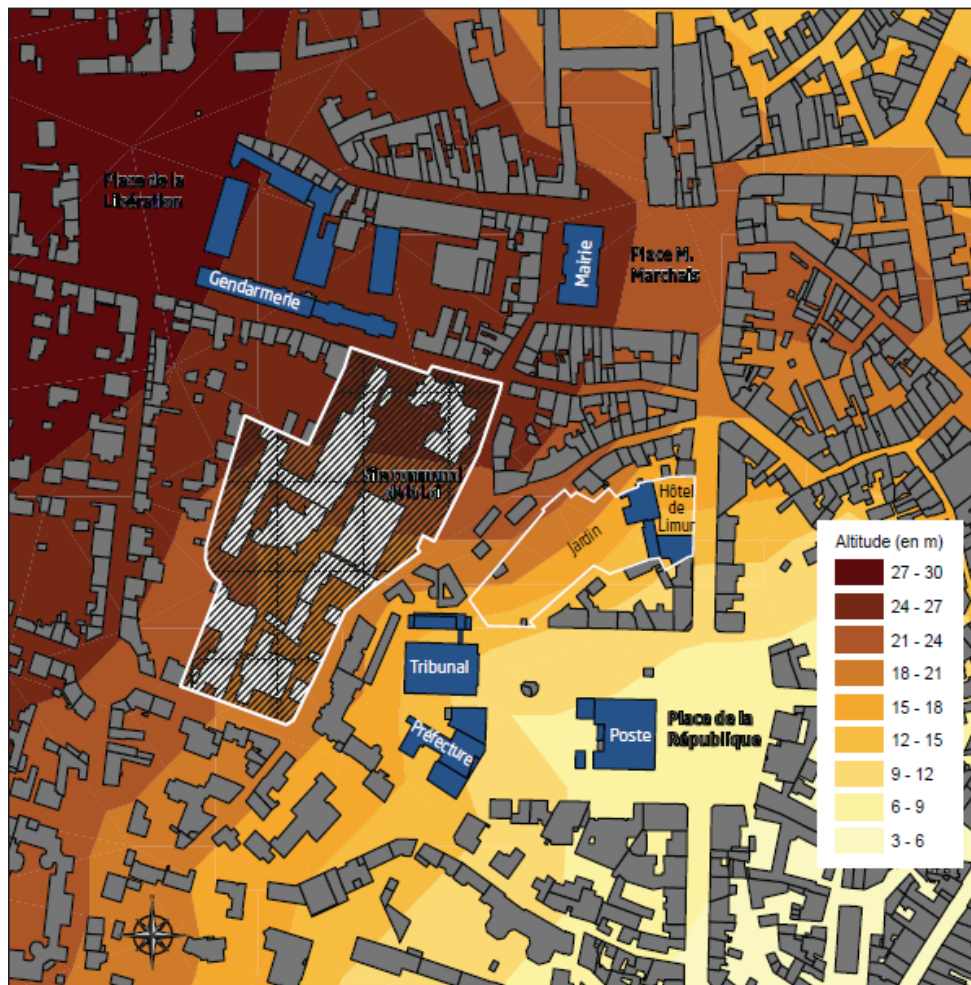 Place de la
Libération
Gendarmerie
Mairie
Place M.
Marchais
Hôtel
de
Limur
Jardin
Tribunal
Préfecture
Poste
Place de la
République
Altitude (en m)
27 - 30
24 - 27
21 - 24
18 - 21
15 - 18
12 - 15
9 - 12
6 - 9
3 - 6